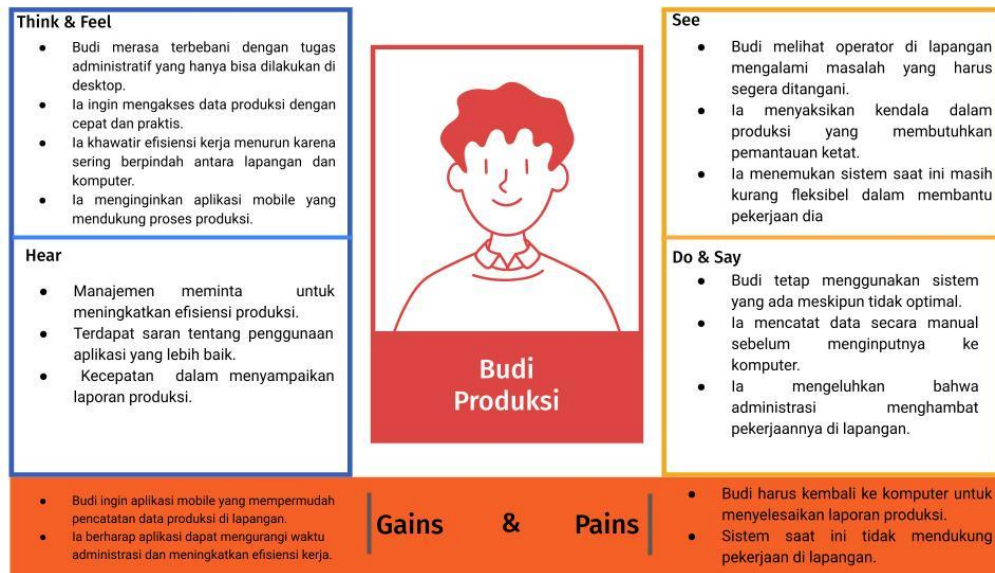 Think & Feel
● Budi merasa terbebani dengan tugas
administratif yang hanya bisa dilakukan di
desktop.
● Ia ingin mengakses data produksi dengan
cepat dan praktis.
● Ia khawatir efisiensi kerja menurun karena
sering berpindah antara lapangan dan
komputer.
● Ia menginginkan aplikasi mobile yang
mendukung proses produksi.
Hear
● Manajemen meminta untuk
meningkatkan efisiensi produksi.
● Terdapat saran tentang penggunaan
aplikasi yang lebih baik.
● Kecepatan dalam menyampaikan
laporan produksi.
Budi
Produksi
See
● Budi melihat operator di lapangan
mengalami masalah yang harus
segera ditangani.
● Ia menyaksikan kendala dalam
produksi yang membutuhkan
pemantauan ketat.
● Ia menemukan sistem saat ini masih
kurang fleksibel dalam membantu
pekerjaan dia
Do & Say
● Budi tetap menggunakan sistem
yang ada meskipun tidak optimal.
● Ia mencatat data secara manual
sebelum menginputnya ke
komputer.
● Ia mengeluhkan bahwa
administrasi menghambat
pekerjaannya di lapangan.
● Budi ingin aplikasi mobile yang mempermudah
pencatatan data produksi di lapangan.
● Ia berharap aplikasi dapat mengurangi waktu
administrasi dan meningkatkan efisiensi kerja.
Gains & Pains
● Budi harus kembali ke komputer untuk
menyelesaikan laporan produksi.
● Sistem saat ini tidak mendukung
pekerjaan di lapangan.